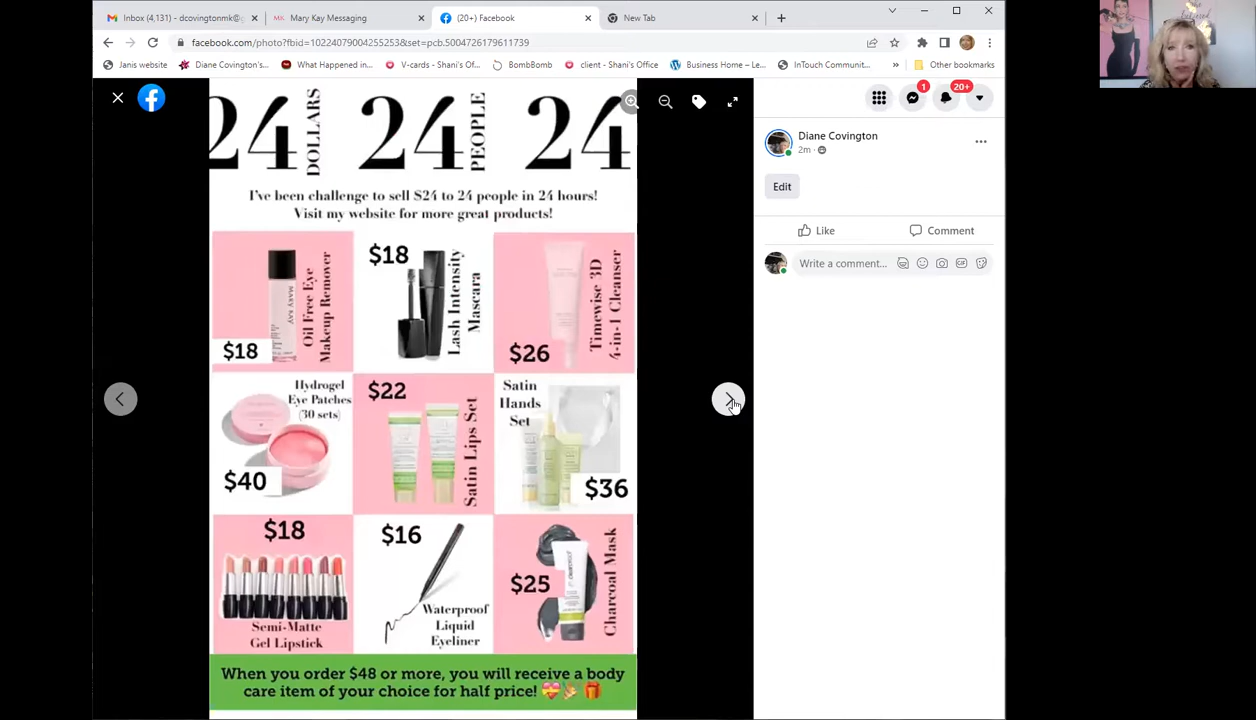 Inbox (4,131) - dcovingtonmk@g
Mary Kay Messaging
(20+) Facebook
New Tab
facebook.com/photo?fbid=10224079004255253&set=pcb.5004726179611739
Janis website
Diane Covington's...
What Happened in...
V-cards - Shani's Of...
BombBomb
client - Shani's Office
Business Home – Le...
InTouch Communit...
Other bookmarks
24 DOLLARS
24 PEOPLE
24
I've been challenge to sell $24 to 24 people in 24 hours!
Visit my website for more great products!
Oil Free Eye
Makeup Remover
MARY KAY
$18
$18
Lash Intensity
Mascara
$26
Timewise 3D
4-in-1 Cleanser
Hydrogel
Eye Patches
(30 sets)
$40
$22
Satin Lips Set
Satin
Hands
Set
$36
$18
Semi-Matte
Gel Lipstick
$16
Waterproof
Liquid
Eyeliner
$25
Charcoal Mask
When you order $48 or more, you will receive a body
care item of your choice for half price! 💝🎉🎁
1
20+
Diane Covington
2m
Edit
Like
Comment
Write a comment...
GIF